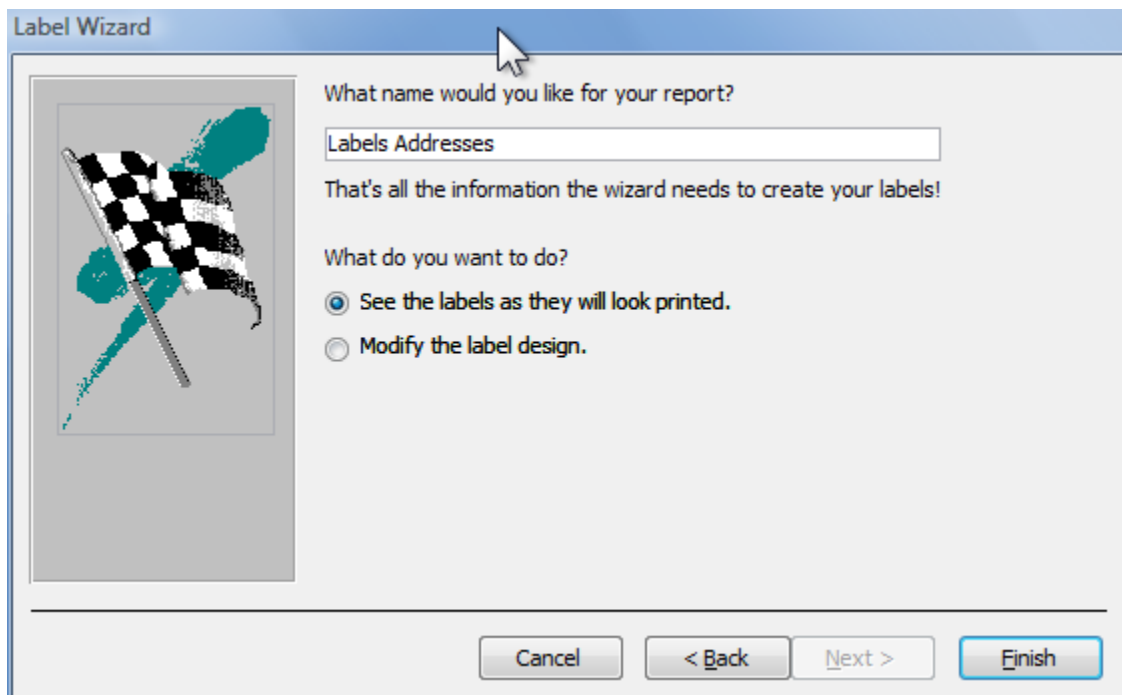 Label Wizard
What name would you like for your report?
Labels Addresses
That's all the information the wizard needs to create your labels!
What do you want to do?
See the labels as they will look printed.
Modify the label design.
Cancel
< Back
Next >
Finish